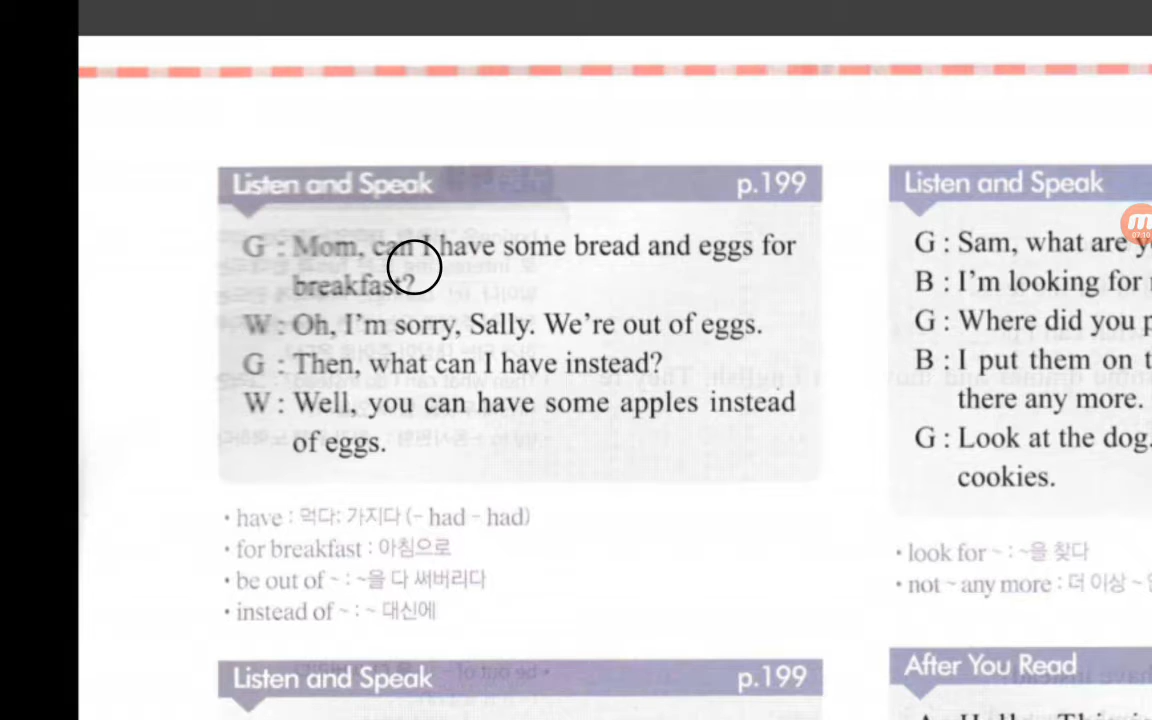 Listen and Speak p.199
G : Mom, can I have some bread and eggs for
breakfast?
W : Oh, I'm sorry, Sally. We're out of eggs.
G : Then, what can I have instead?
W : Well, you can have some apples instead
of eggs.
• have : 먹다; 가지다 (- had - had)
• for breakfast : 아침으로
• be out of ~ : ~을 다 써버리다
• instead of ~ : ~ 대신에
Listen and Speak p.199
Listen and Speak
07:10
G : Sam, what are
B : I'm looking for
G : Where did you
B : I put them on
there any more.
G : Look at the dog.
cookies.
• look for ~ : ~을 찾다
• not ~ any more : 더 이상 ~
After You Read